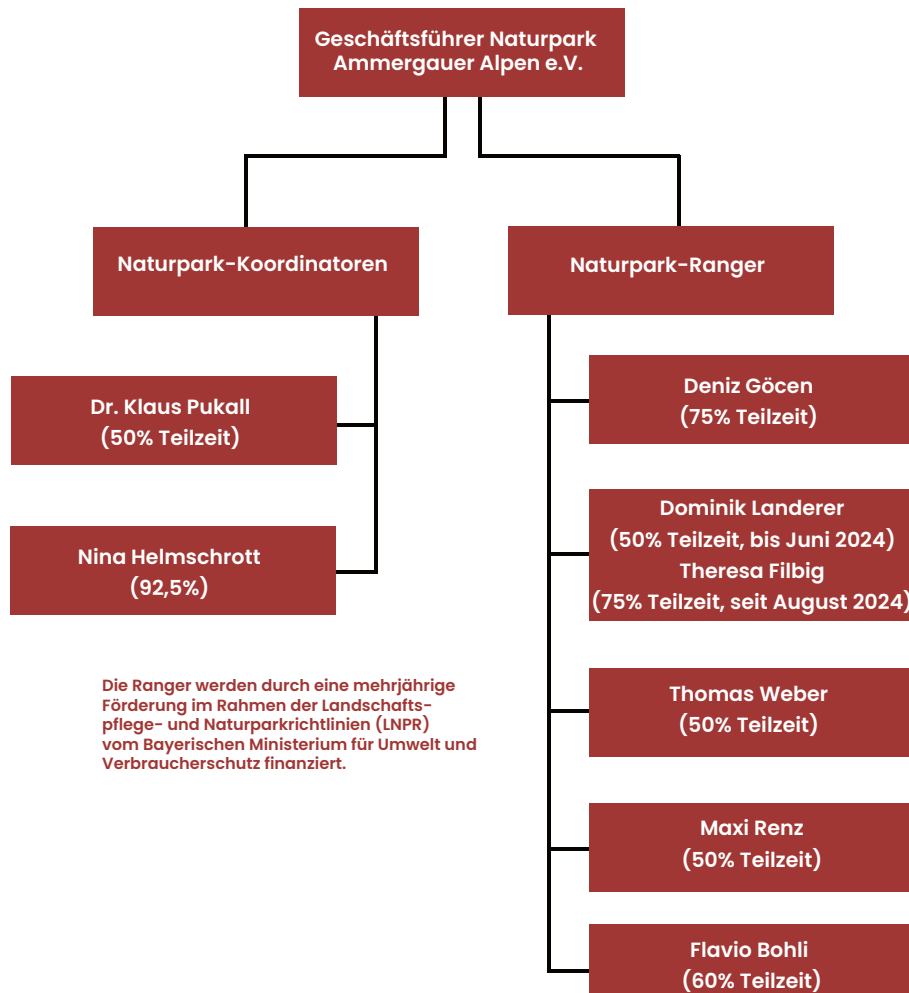 Geschäftsführer Naturpark
Ammergauer Alpen e.V.
Naturpark-Koordinatoren
Dr. Klaus Pukall
(50% Teilzeit)
Nina Helmschrott
(92,5%)
Die Ranger werden durch eine mehrjährige
Förderung im Rahmen der Landschafts-
pflege- und Naturparkrichtlinien (LNPR)
vom Bayerischen Ministerium für Umwelt und
Verbraucherschutz finanziert.
Naturpark-Ranger
Deniz Göcen
(75% Teilzeit)
Dominik Landerer
(50% Teilzeit, bis Juni 2024)
Theresa Filbig
(75% Teilzeit, seit August 2024)
Thomas Weber
(50% Teilzeit)
Maxi Renz
(50% Teilzeit)
Flavio Bohli
(60% Teilzeit)